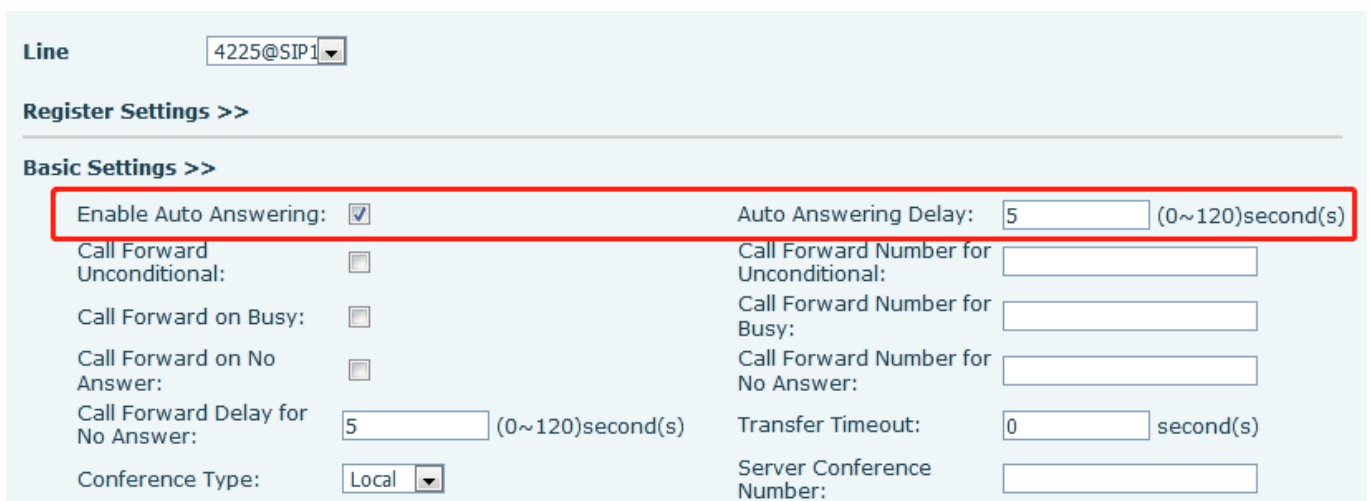 Line 4225@SIP1
Register Settings >>
Basic Settings >>
Enable Auto Answering: Auto Answering Delay: 5 (0~120)second(s)
Call Forward Unconditional: Call Forward Number for Unconditional:
Call Forward on Busy: Call Forward Number for Busy:
Call Forward on No Answer: Call Forward Number for No Answer:
Call Forward Delay for No Answer: 5 (0~120)second(s) Transfer Timeout: 0 second(s)
Conference Type: Local Server Conference Number: